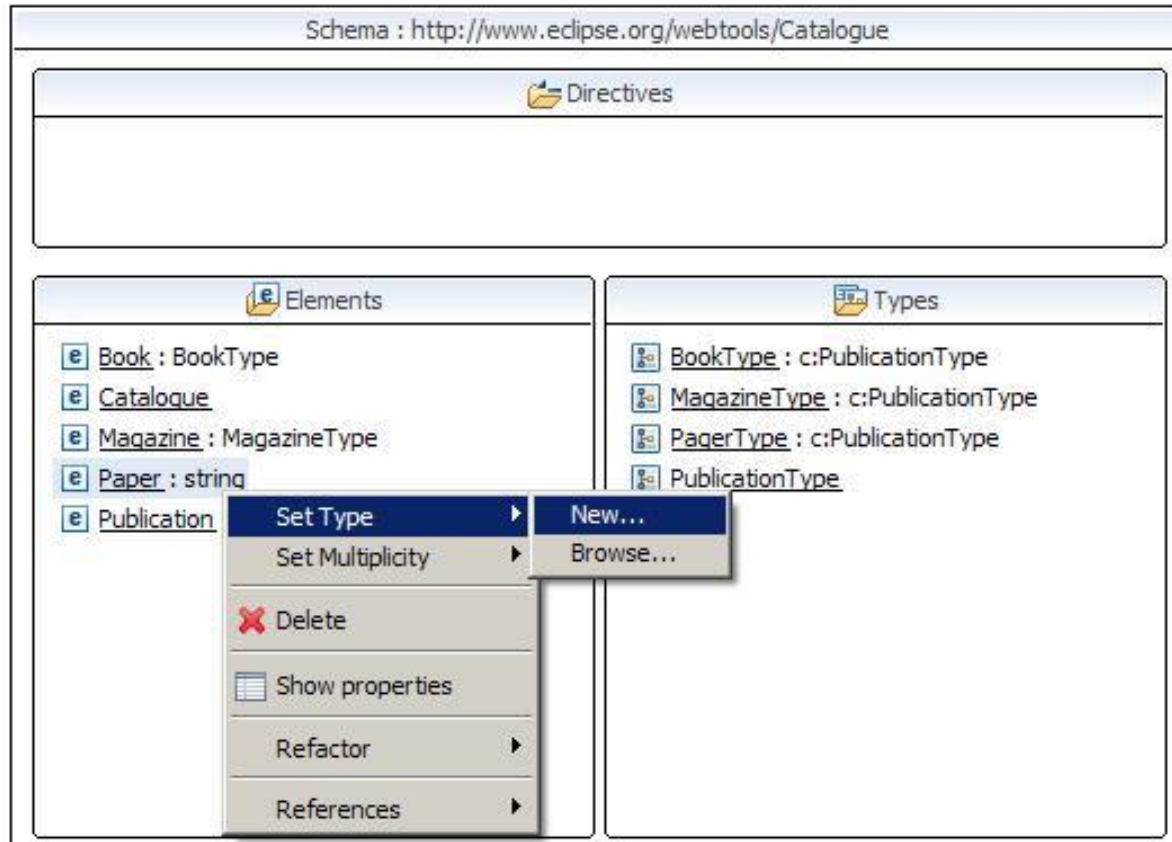 Schema : http://www.eclipse.org/webtools/Catalogue
Directives
Elements
Book : BookType
Catalogue
Magazine : MagazineType
Paper : string
Publication
Set Type
Set Multiplicity
Delete
Show properties
Refactor
References
New...
Browse...
Types
BookType : c:PublicationType
MagazineType : c:PublicationType
PagerType : c:PublicationType
PublicationType